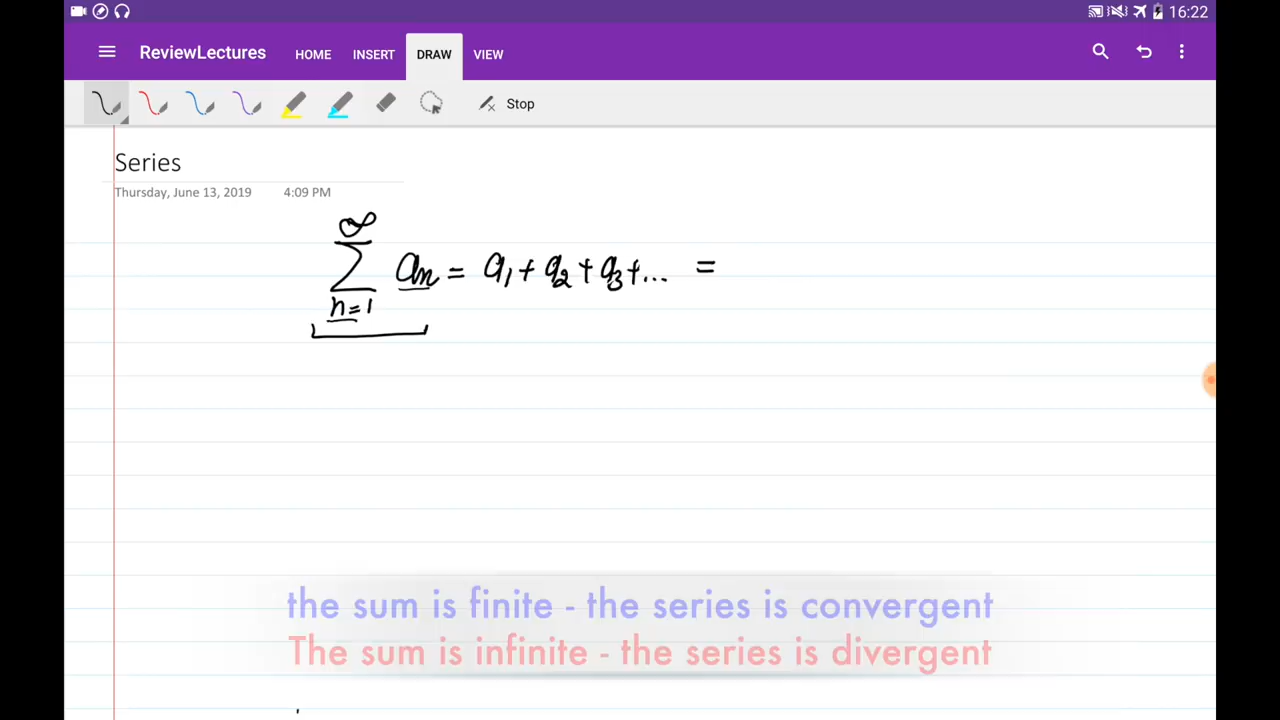 16:22
ReviewLectures HOME INSERT DRAW VIEW
Stop
Series
Thursday, June 13, 2019 4:09 PM
∞
∑ an = a1 + a2 + a3 + ... =
n=1
the sum is finite - the series is convergent
The sum is infinite - the series is divergent